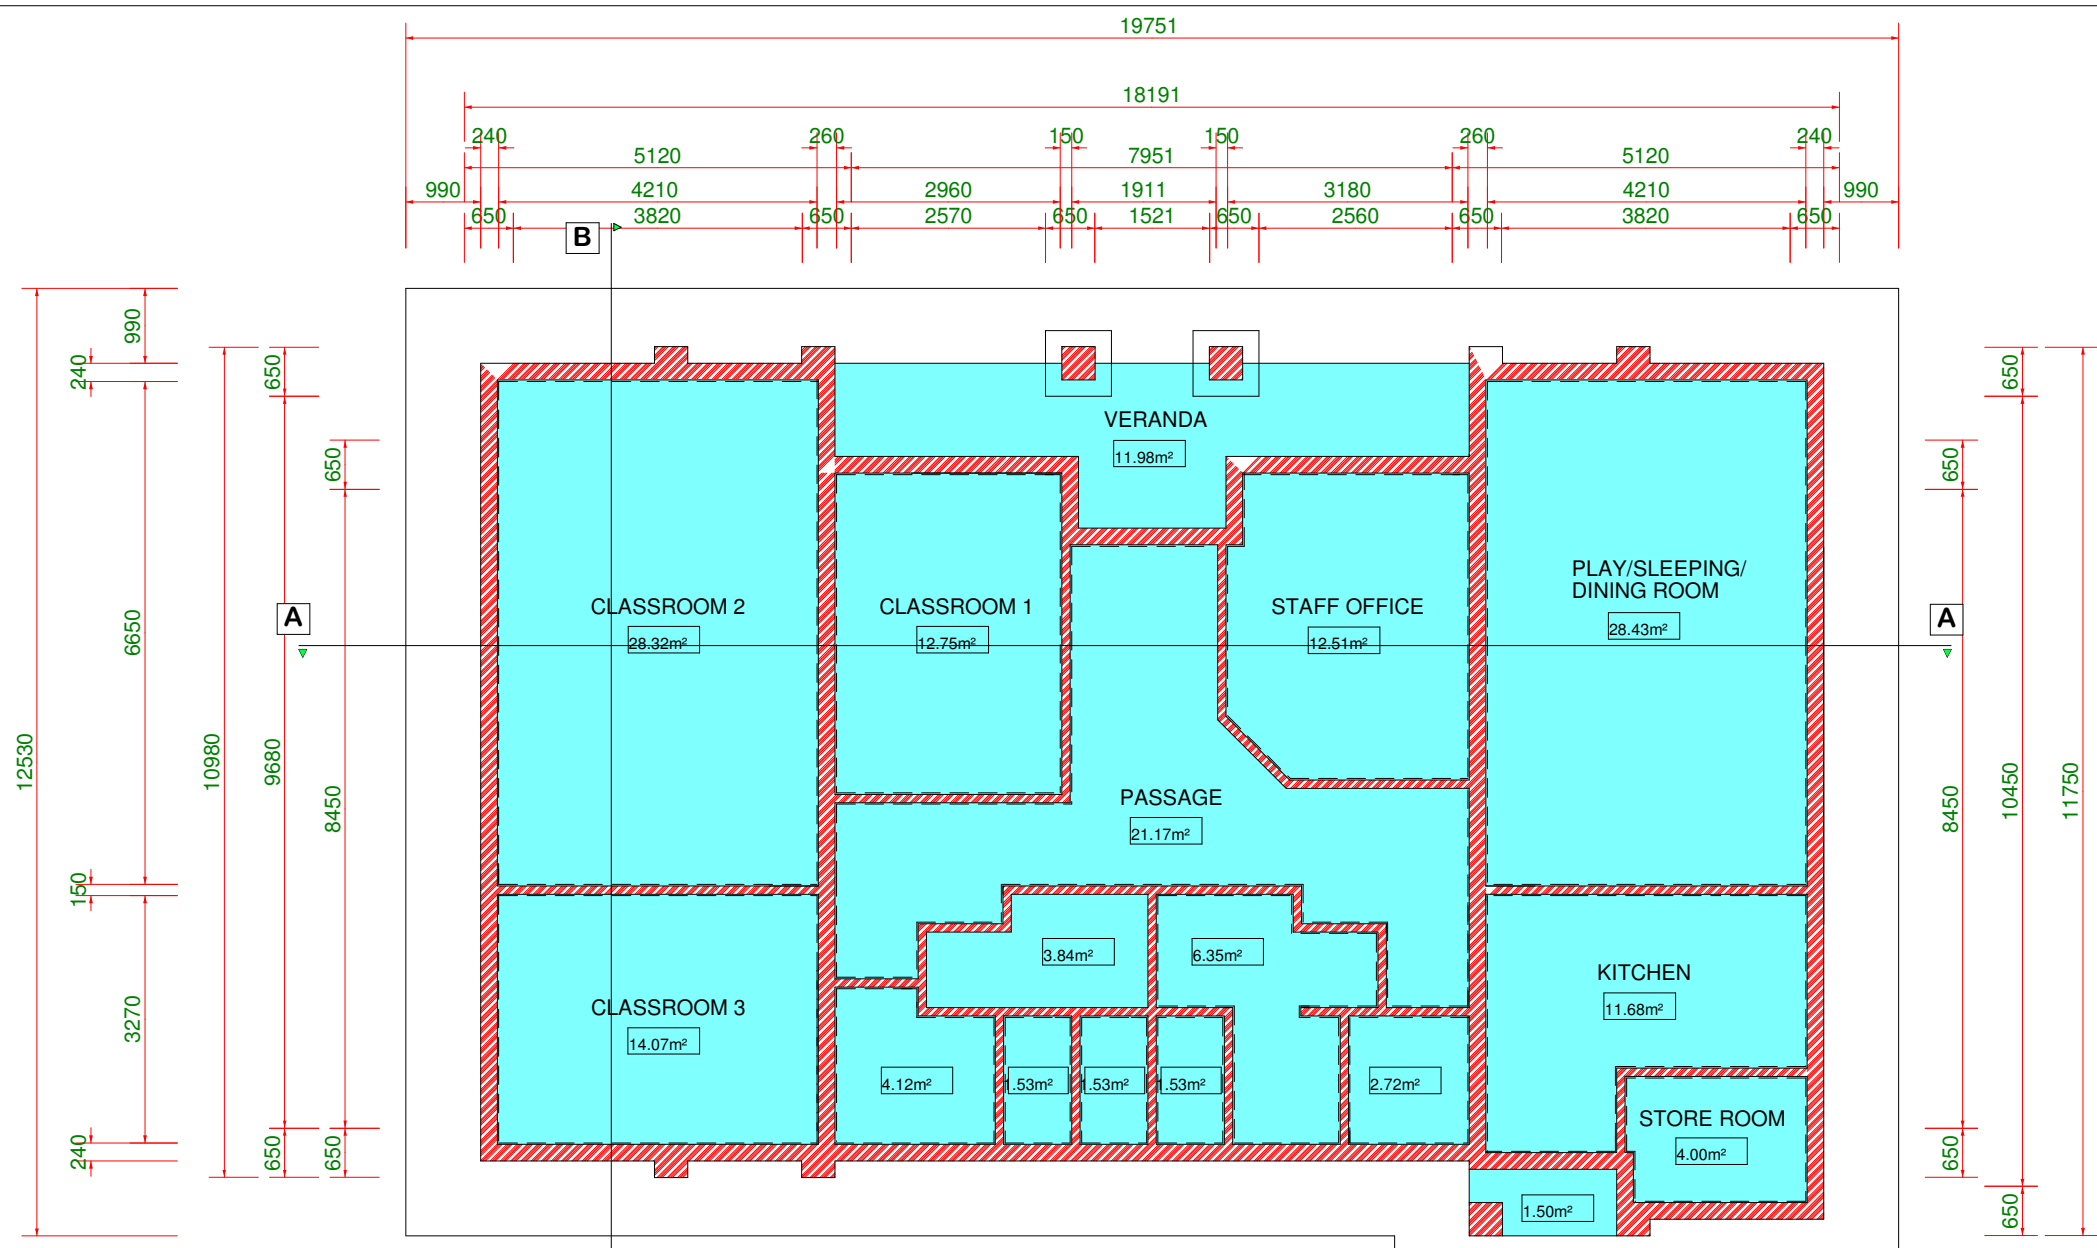 19751
18191
240 260 150 150 260 240
5120 7951 5120
990 4210 2960 1911 3180 4210 990
650 3820 650 2570 650 1521 650 2560 650 3820 650
B
990
240
650
650
6650
12530
10980
9680
8450
150
3270
240
650
650
A
VERANDA
11.98m²
CLASSROOM 2
28.32m²
CLASSROOM 1
12.75m²
STAFF OFFICE
12.51m²
PLAY/SLEEPING/
DINING ROOM
28.43m²
PASSAGE
21.17m²
3.84m²
6.35m²
KITCHEN
11.68m²
CLASSROOM 3
14.07m²
4.12m²
1.53m²
1.53m²
1.53m²
2.72m²
STORE ROOM
4.00m²
1.50m²
A
650
650
8450
10450
11750
650
650